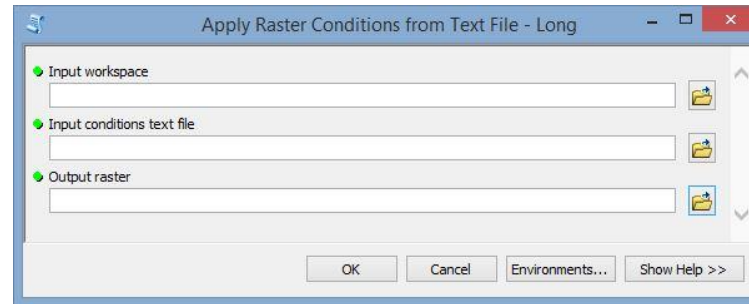 Apply Raster Conditions from Text File - Long
Input workspace
Input conditions text file
Output raster
OK Cancel Environments... Show Help >>